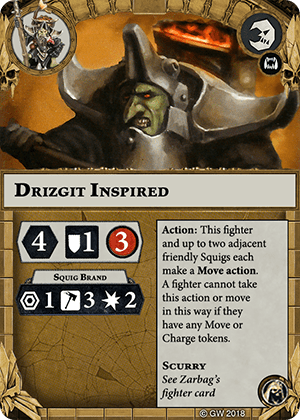 DRIZGIT INSPIRED
4 1 3
SQUIG BRAND
1 3 2
Action: This fighter
and up to two adjacent
friendly Squigs each
make a Move action.
A fighter cannot take
this action or move
in this way if they
have any Move or
Charge tokens.
SCURRY
See Zarbag's
fighter card
© GW 2018